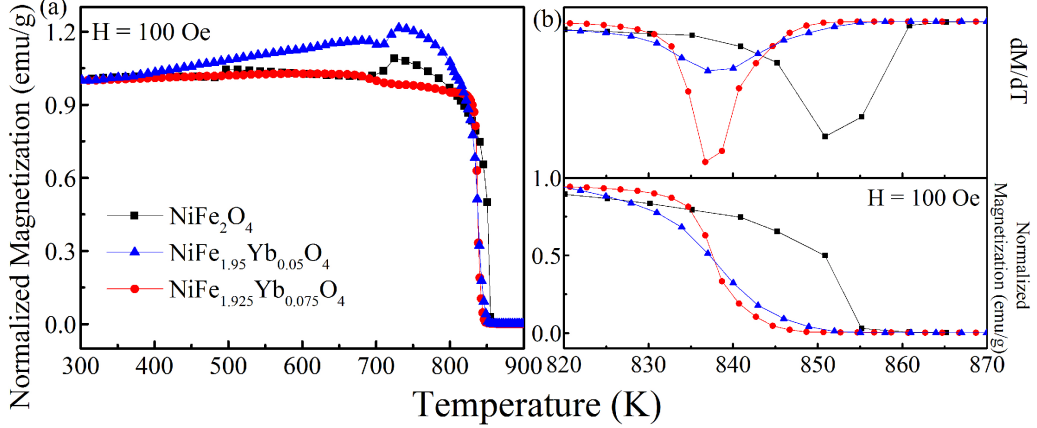 (a)
H = 100 Oe
Normalized Magnetization (emu/g)
1.2
0.9
0.6
0.3
0.0
NiFe₂O₄
NiFe₁.₉₅Yb₀.₀₅O₄
NiFe₁.₉₂₅Yb₀.₀₇₅O₄
300 400 500 600 700 800 900
(b)
dM/dT
1.0
0.5
0.0
H = 100 Oe
Normalized
Magnetization (emu/g)
820 830 840 850 860 870
Temperature (K)